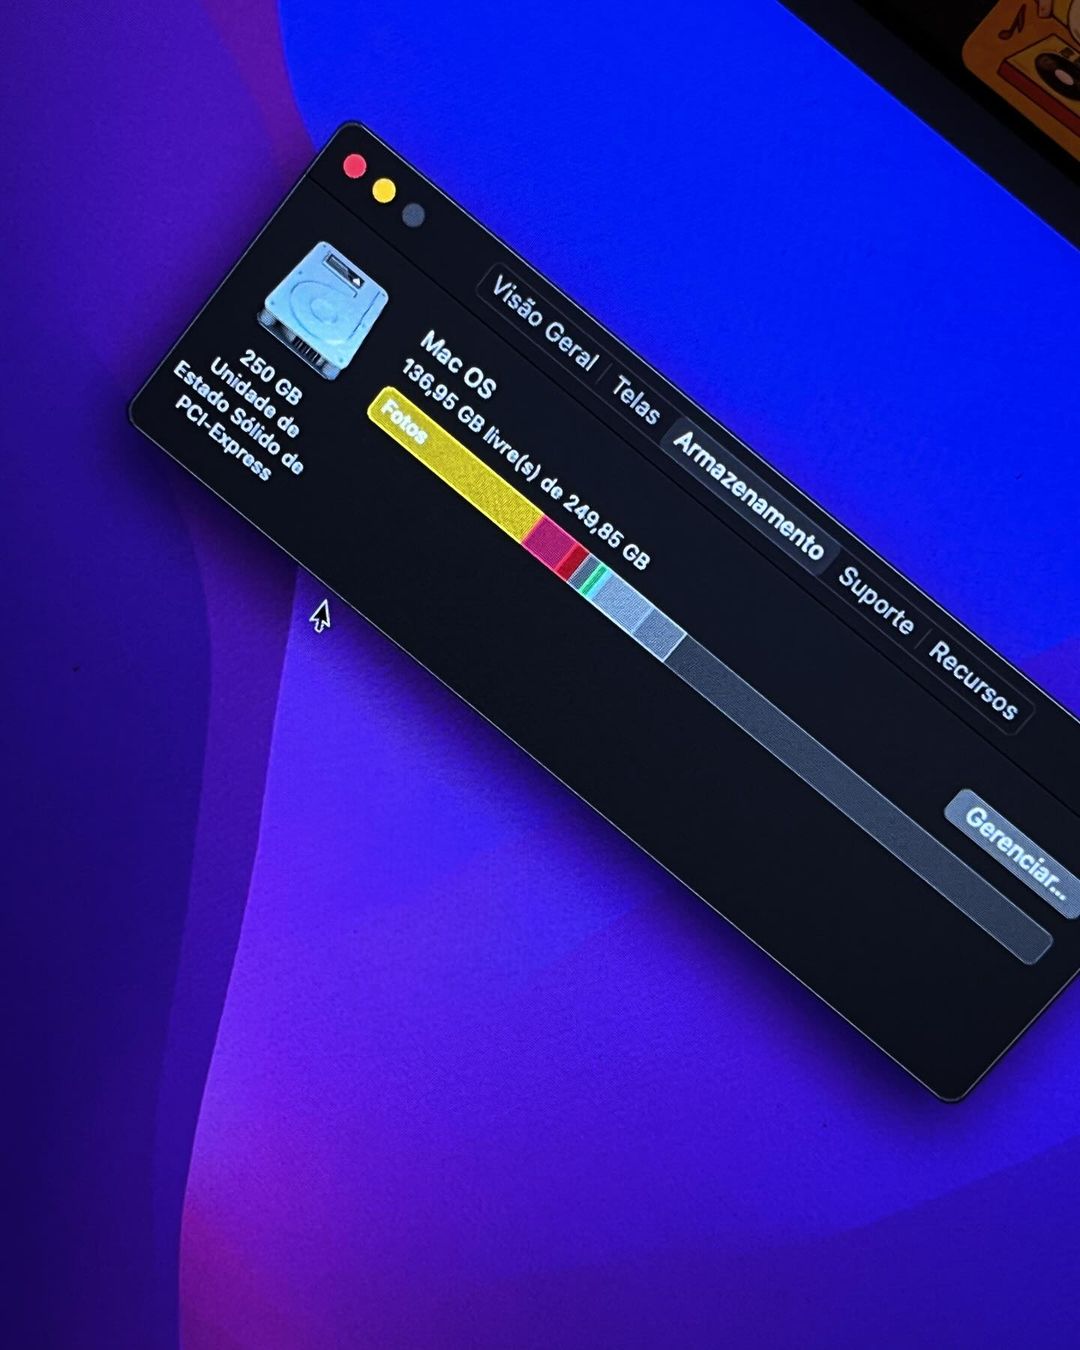 Visão Geral
Telas
Armazenamento
Suporte
Recursos
250 GB
Unidade de
Estado Sólido de
PCI-Express
Mac OS
136,95 GB livre(s) de 249,85 GB
Fotos
Gerenciar...